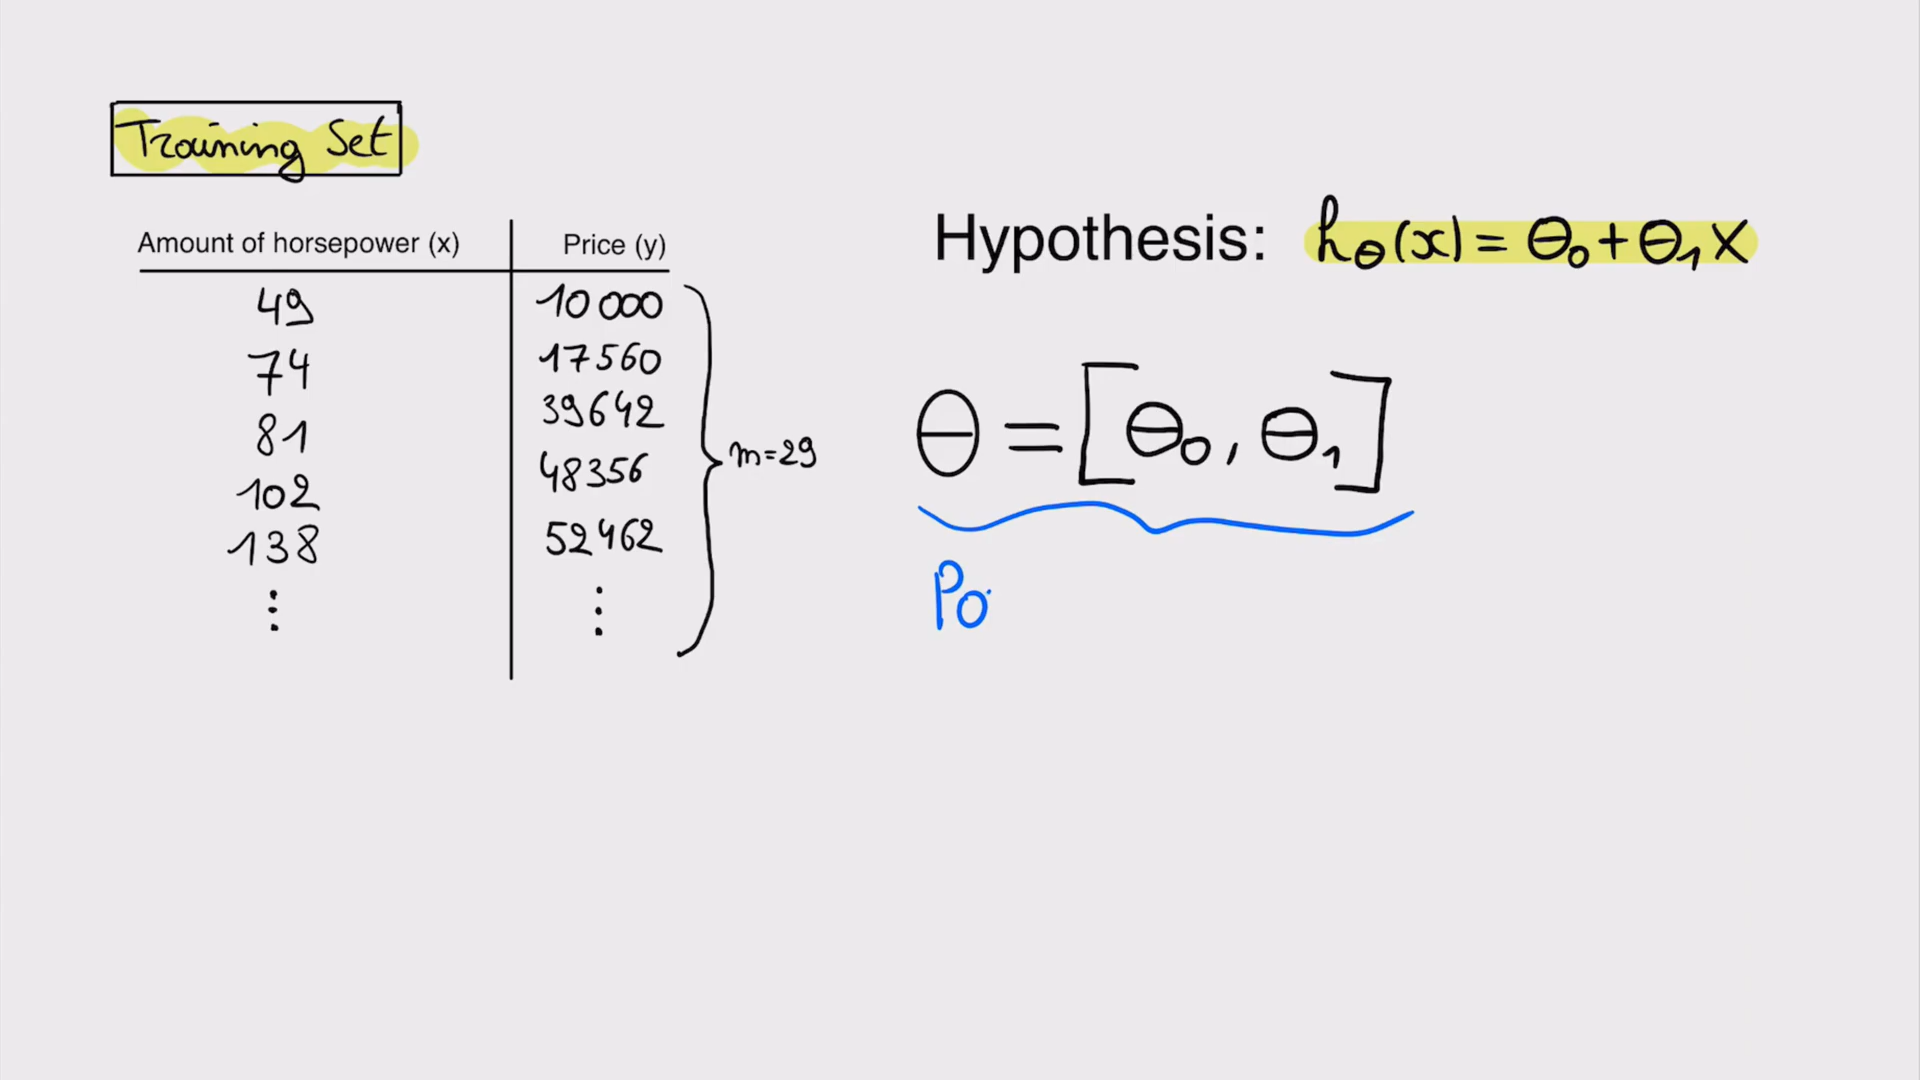 Training Set
Amount of horsepower (x) Price (y)
49 10 000
74 17560
81 39642
102 48356
138 52462
⋮ ⋮
m=29
Hypothesis: hθ(x) = θ₀ + θ₁x
θ = [θ₀, θ₁]
Po